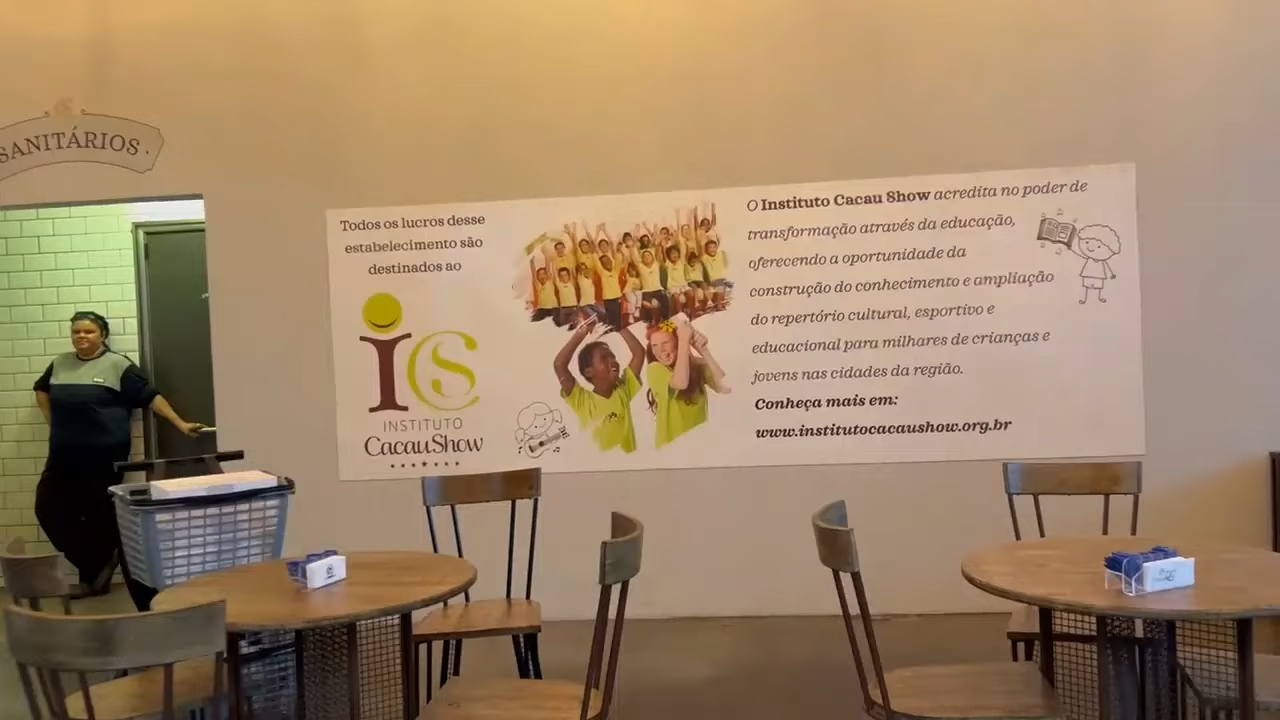 SANITÁRIOS.
Todos os lucros desse
estabelecimento são
destinados ao
ics
INSTITUTO
CacauShow
O Instituto Cacau Show acredita no poder de
transformação através da educação,
oferecendo a oportunidade da
construção do conhecimento e ampliação
do repertório cultural, esportivo e
educacional para milhares de crianças e
jovens nas cidades da região.
Conheça mais em:
www.institutocacaushow.org.br